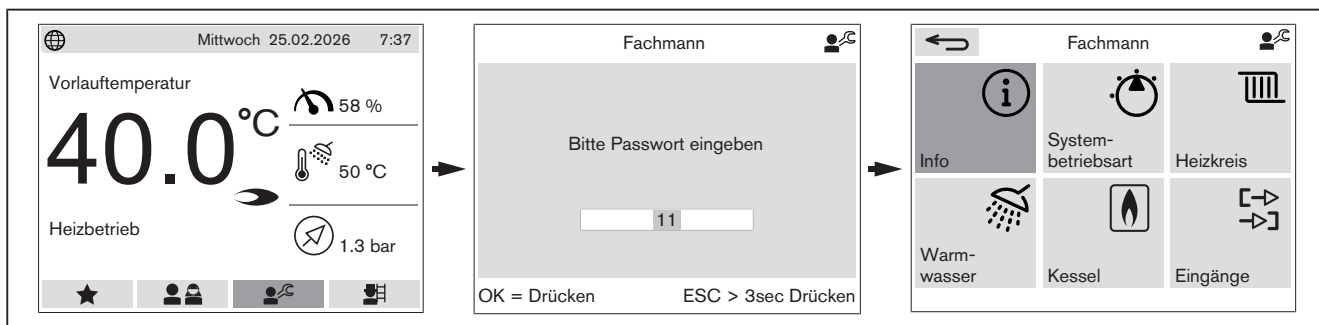 Mittwoch 25.02.2026 7:37
Vorlauftemperatur
40.0 °C
58 %
50 °C
Heizbetrieb
1.3 bar
Fachmann
Bitte Passwort eingeben
11
OK = Drücken ESC > 3sec Drücken
Fachmann
Info
System-
betriebsart
Heizkreis
Warm-
wasser
Kessel
Eingänge